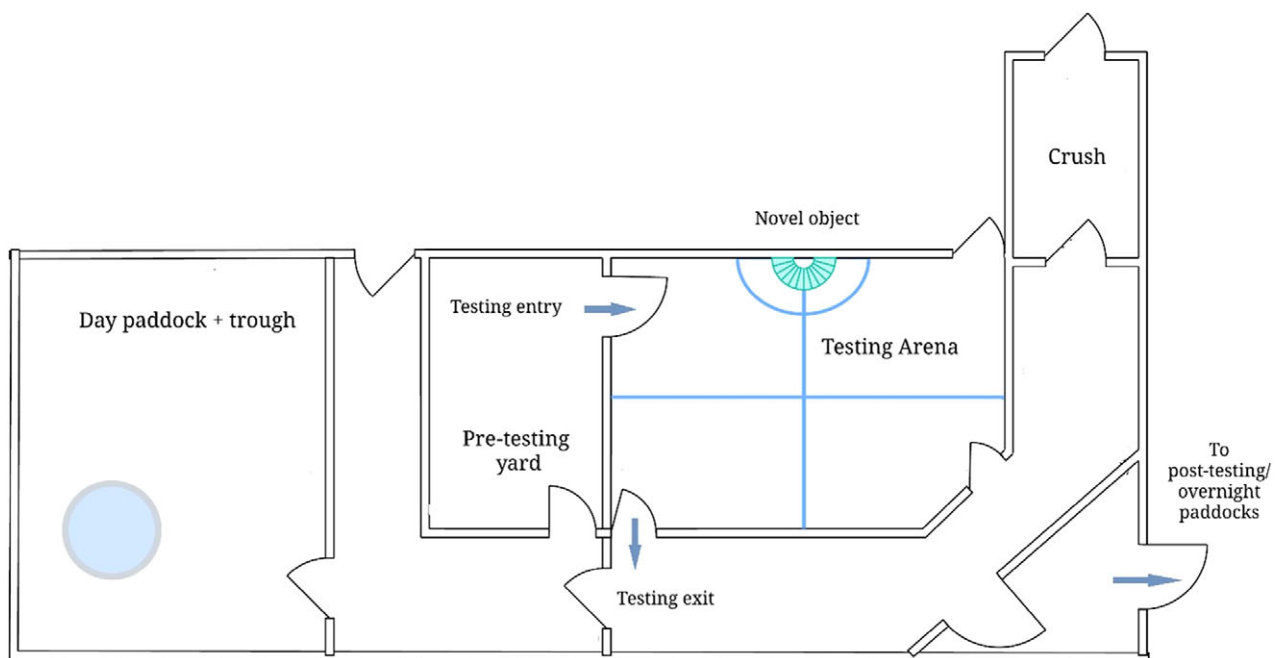 Crush
Novel object
Testing entry
Day paddock + trough
Testing Arena
Pre-testing
yard
To
post-testing/
overnight
paddocks
Testing exit